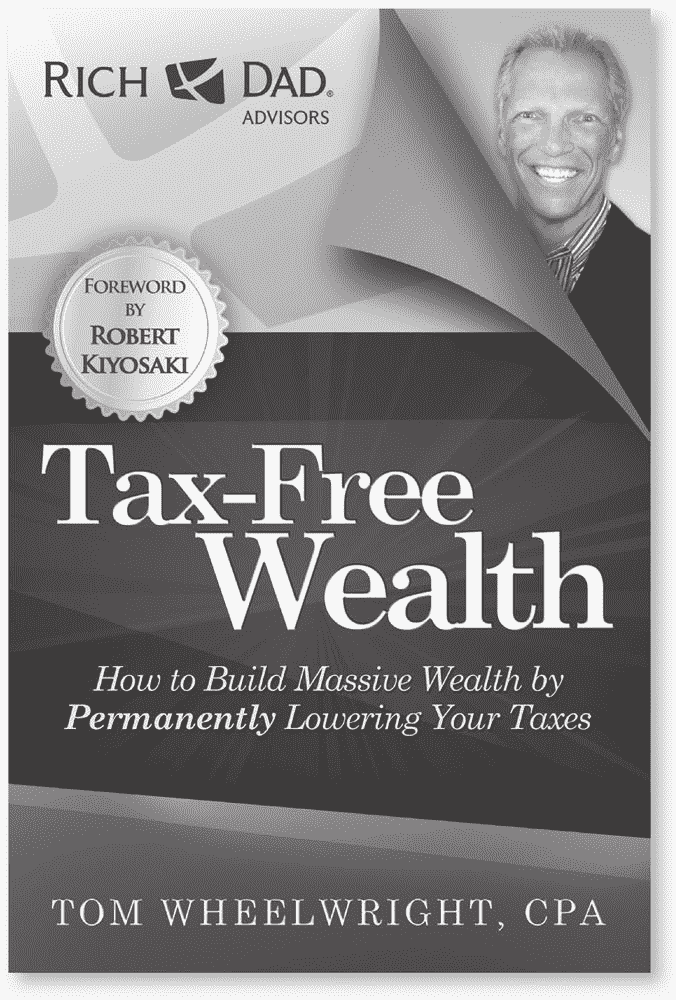 RICH DAD®
ADVISORS
FOREWORD
BY
ROBERT
KIYOSAKI
Tax-Free
Wealth
How to Build Massive Wealth by
Permanently Lowering Your Taxes
TOM WHEELWRIGHT, CPA